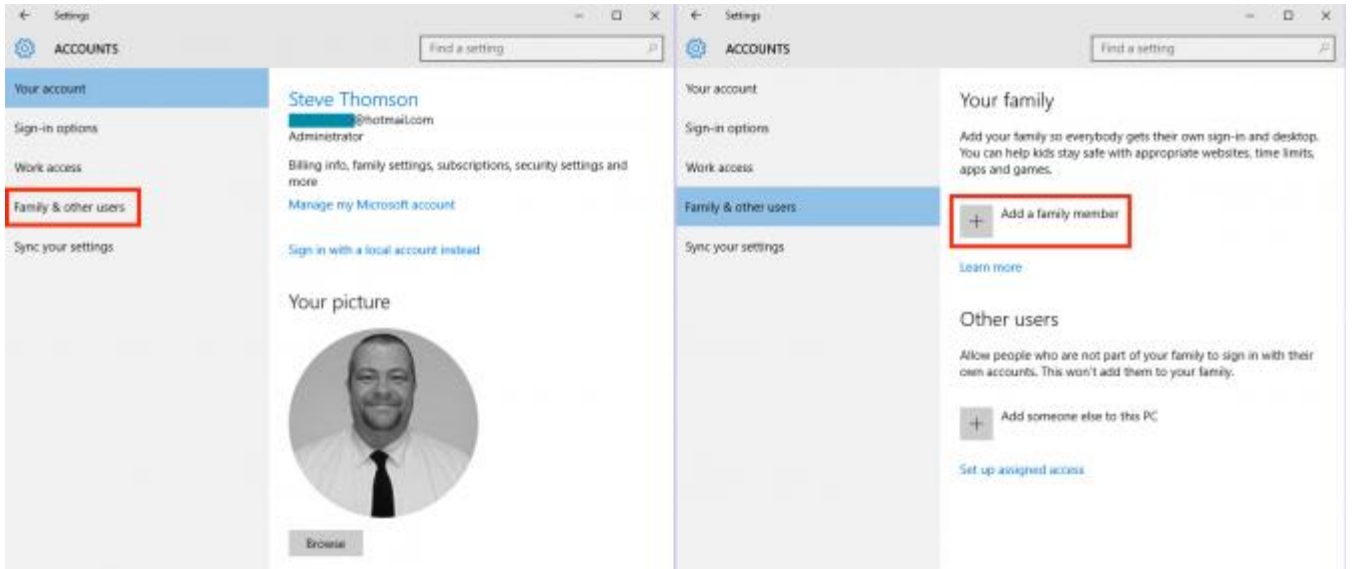 Settings
ACCOUNTS
Find a setting
Your account
Sign-in options
Work access
Family & other users
Sync your settings
Steve Thomson
@hotmail.com
Administrator
Billing info, family settings, subscriptions, security settings and
more
Manage my Microsoft account
Sign in with a local account instead
Your picture
Browse
Settings
ACCOUNTS
Find a setting
Your account
Sign-in options
Work access
Family & other users
Sync your settings
Your family
Add your family so everybody gets their own sign-in and desktop.
You can help kids stay safe with appropriate websites, time limits,
apps and games.
Add a family member
Learn more
Other users
Allow people who are not part of your family to sign in with their
own accounts. This won't add them to your family.
Add someone else to this PC
Set up assigned access